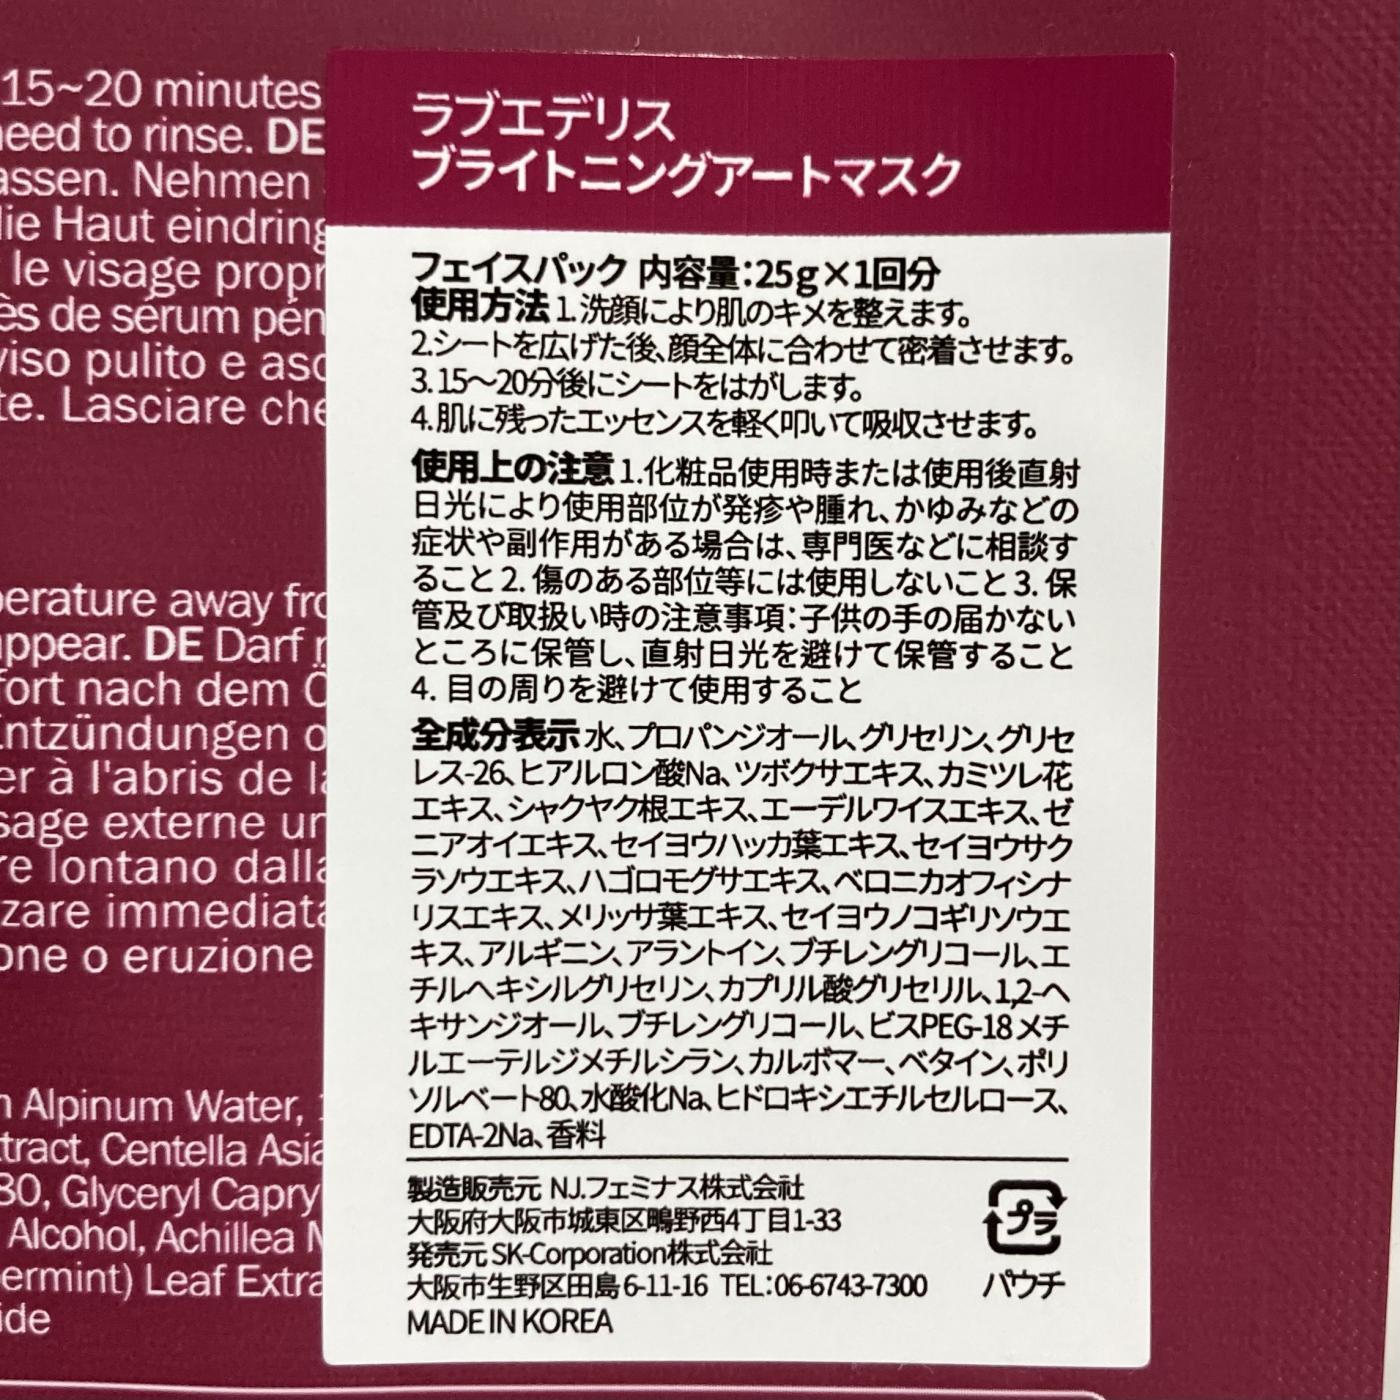 15~20 minutes
need to rinse. DE
assen. Nehmen
die Haut eindring
le visage propr
ès de sérum pén
viso pulito e asc
te. Lasciare che
perature away fro
appear. DE Darf n
fort nach dem Ö
Entzündungen o
er à l'abris de la
sage externe un
re lontano dalla
zzare immediata
one o eruzione
n Alpinum Water,
xtract, Centella Asia
80, Glyceryl Capry
Alcohol, Achillea M
ermint) Leaf Extra
ide
ラブエデリス
ブライトニングアートマスク
フェイスパック 内容量:25g×1回分
使用方法 1.洗顔により肌のキメを整えます。
2.シートを広げた後、顔全体に合わせて密着させます。
3.15〜20分後にシートをはがします。
4.肌に残ったエッセンスを軽く叩いて吸収させます。
使用上の注意 1.化粧品使用時または使用後直射
日光により使用部位が発疹や腫れ、かゆみなどの
症状や副作用がある場合は、専門医などに相談す
ること 2. 傷のある部位等には使用しないこと 3. 保
管及び取扱い時の注意事項:子供の手の届かない
ところに保管し、直射日光を避けて保管すること
4. 目の周りを避けて使用すること
全成分表示 水、プロパンジオール、グリセリン、グリセ
レス-26、ヒアルロン酸Na、ツボクサエキス、カミツレ花
エキス、シャクヤク根エキス、エーデルワイスエキス、ゼ
ニアオイエキス、セイヨウハッカ葉エキス、セイヨウサク
ラソウエキス、ハゴロモグサエキス、ベロニカオフィシナ
リスエキス、メリッサ葉エキス、セイヨウノコギリソウエ
キス、アルギニン、アラントイン、ブチレングリコール、エ
チルヘキシルグリセリン、カプリル酸グリセリル、1,2-ヘ
キサンジオール、ブチレングリコール、ビスPEG-18メチ
ルエーテルジメチルシラン、カルボマー、ベタイン、ポリ
ソルベート80、水酸化Na、ヒドロキシエチルセルロース、
EDTA-2Na、香料
製造販売元 NJ.フェミナス株式会社
大阪府大阪市城東区鴫野西4丁目1-33
発売元 SK-Corporation株式会社
大阪市生野区田島6-11-16 TEL:06-6743-7300
MADE IN KOREA
プラ
パウチ